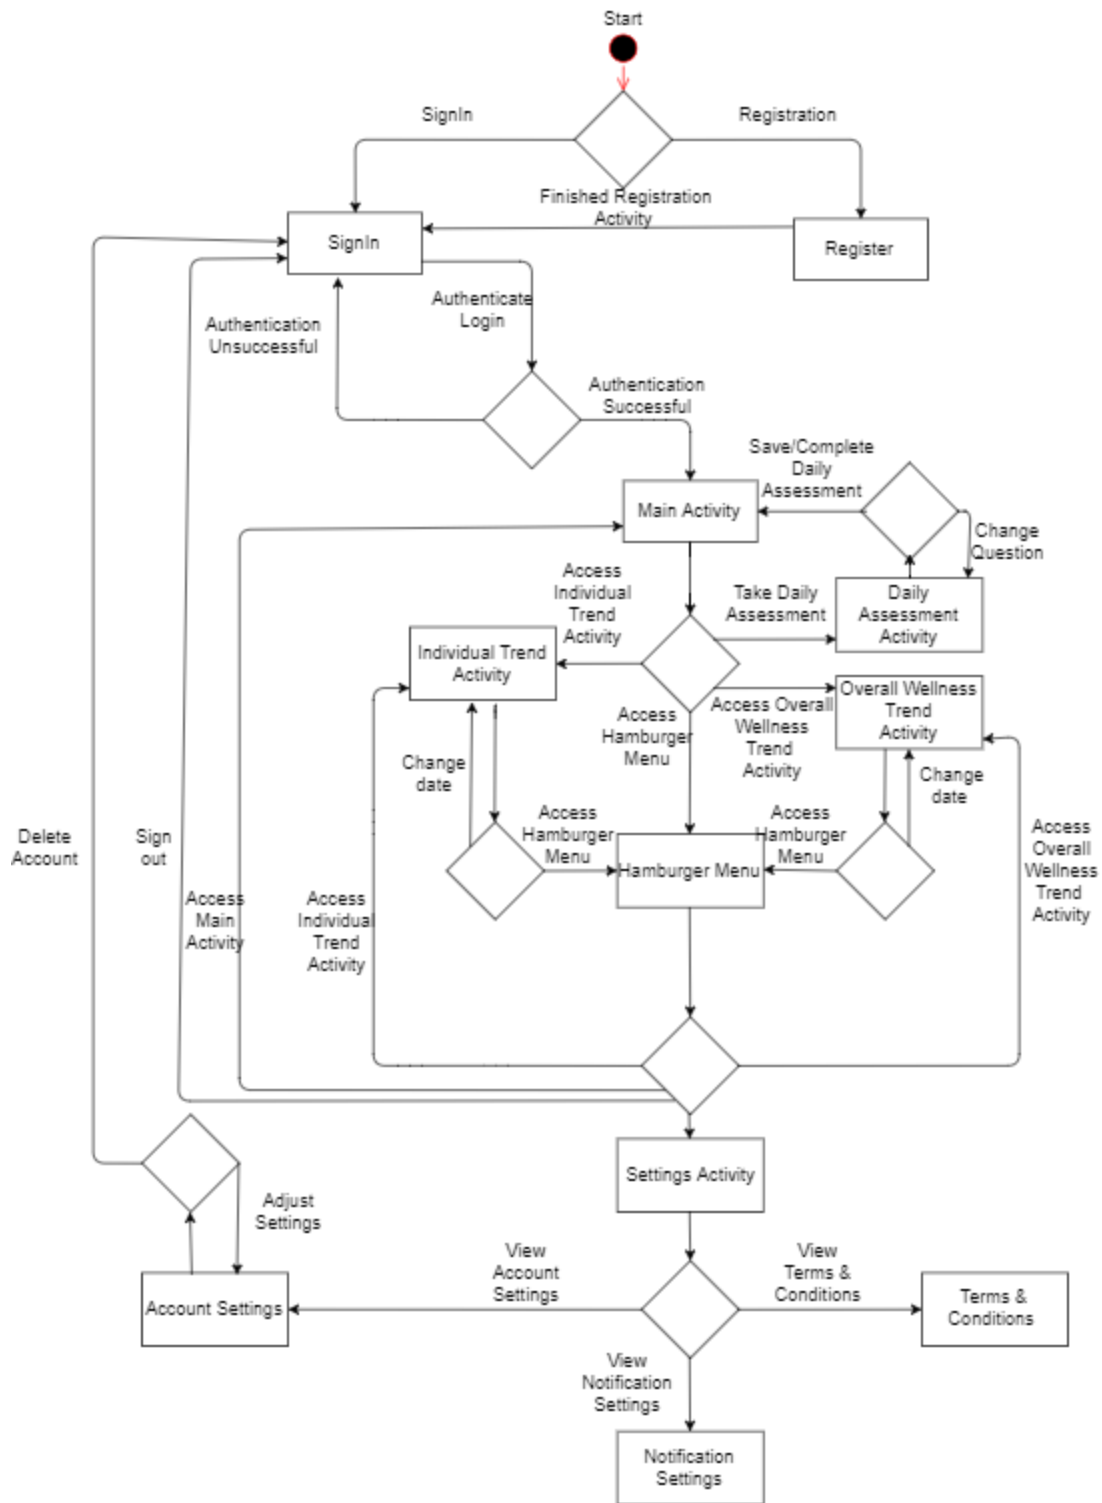 Start
SignIn
Registration
Finished Registration
Activity
SignIn
Register
Authenticate
Login
Authentication
Unsuccessful
Authentication
Successful
Save/Complete
Daily
Assessment
Main Activity
Change
Question
Access
Individual
Trend
Activity
Take Daily
Assessment
Daily
Assessment
Activity
Individual Trend
Activity
Access
Hamburger
Menu
Access Overall
Wellness
Trend
Activity
Overall Wellness
Trend
Activity
Change
date
Change
date
Access
Hamburger
Menu
Access
Hamburger
Menu
Hamburger Menu
Delete
Account
Sign
out
Access
Main
Activity
Access
Individual
Trend
Activity
Access
Overall
Wellness
Trend
Activity
Settings Activity
Adjust
Settings
View
Account
Settings
View
Terms &
Conditions
Account Settings
Terms &
Conditions
View
Notification
Settings
Notification
Settings